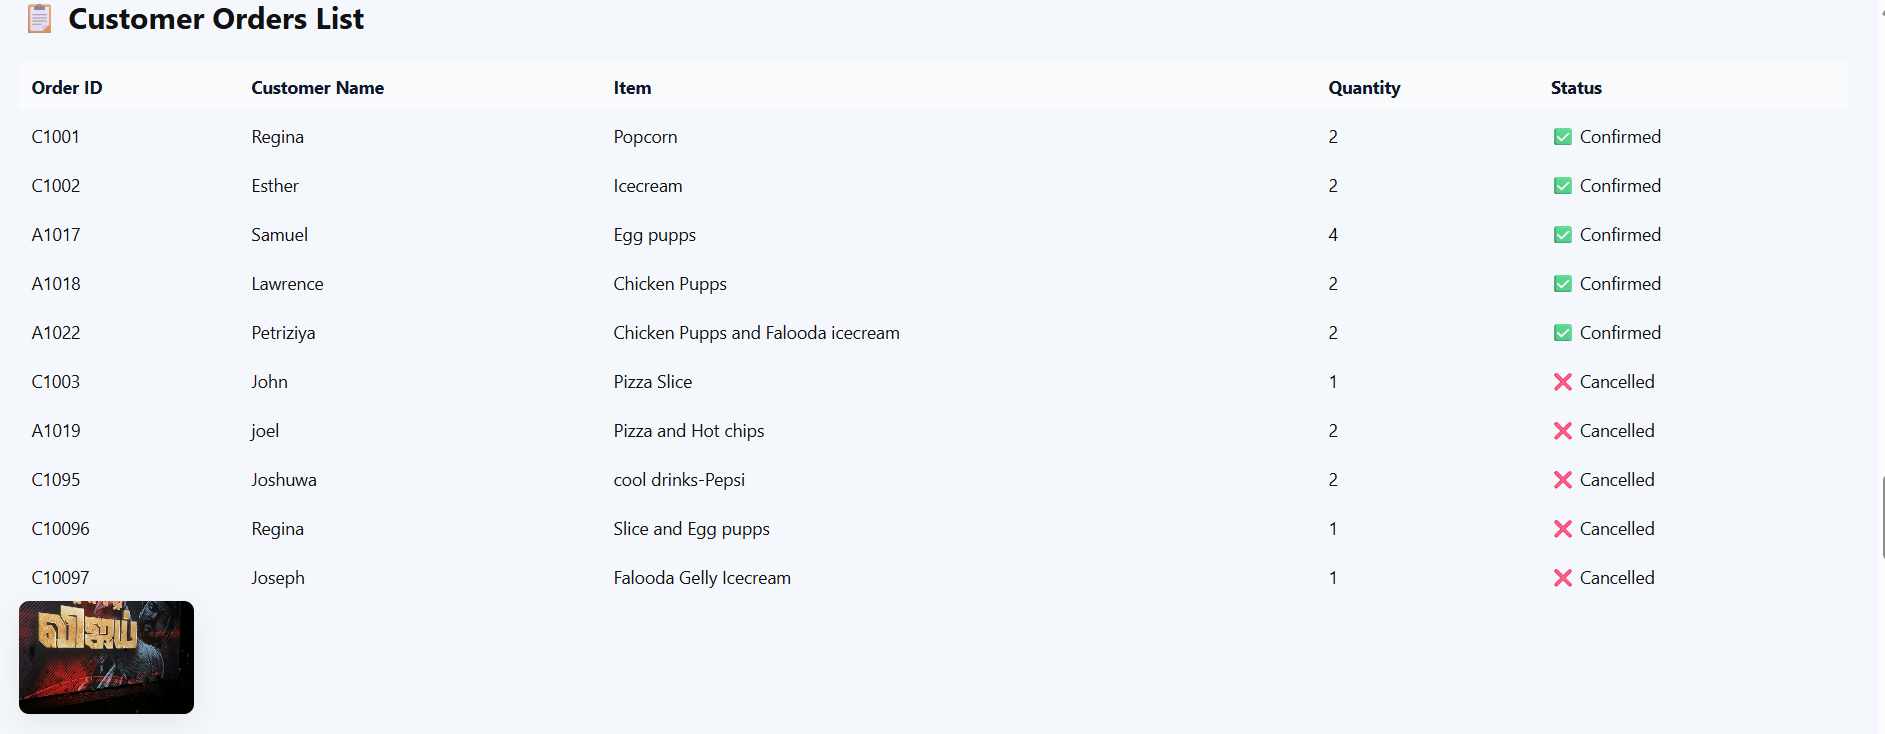 📋 Customer Orders List
Order ID Customer Name Item Quantity Status
C1001 Regina Popcorn 2 ✅ Confirmed
C1002 Esther Icecream 2 ✅ Confirmed
A1017 Samuel Egg pupps 4 ✅ Confirmed
A1018 Lawrence Chicken Pupps 2 ✅ Confirmed
A1022 Petriziya Chicken Pupps and Falooda icecream 2 ✅ Confirmed
C1003 John Pizza Slice 1 ❌ Cancelled
A1019 joel Pizza and Hot chips 2 ❌ Cancelled
C1095 Joshuwa cool drinks-Pepsi 2 ❌ Cancelled
C10096 Regina Slice and Egg pupps 1 ❌ Cancelled
C10097 Joseph Falooda Gelly Icecream 1 ❌ Cancelled
விஜய்